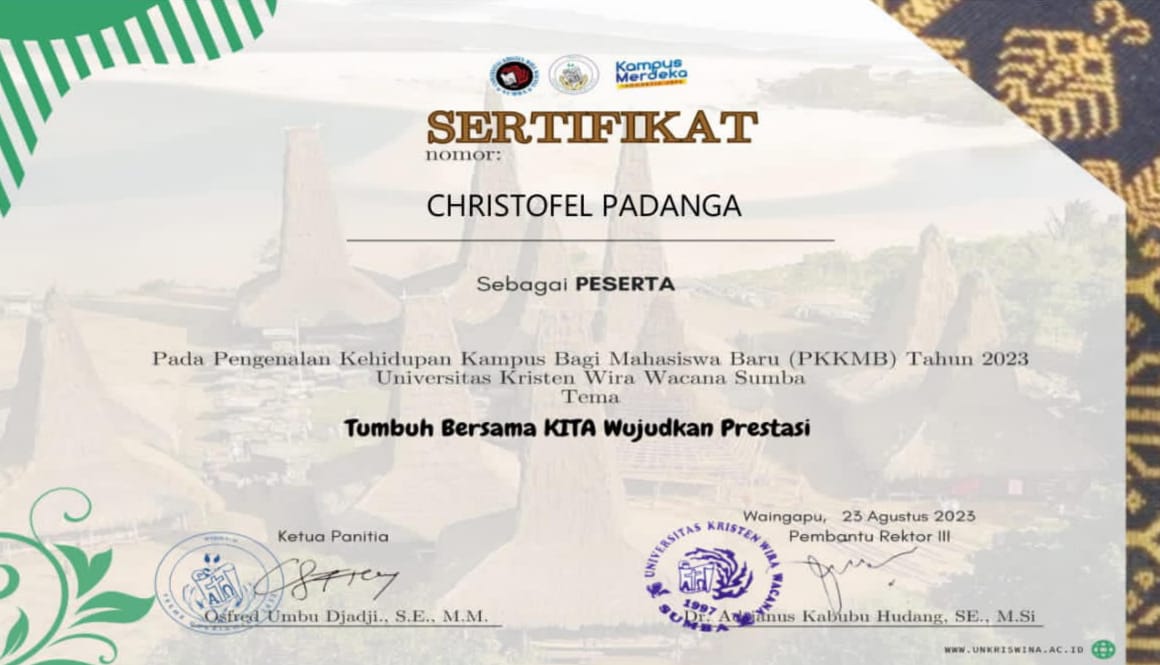 Kampus
Merdeka
SERTIFIKAT
nomor:
CHRISTOFEL PADANGA
Sebagai PESERTA
Pada Pengenalan Kehidupan Kampus Bagi Mahasiswa Baru (PKKMB) Tahun 2023
Universitas Kristen Wira Wacana Sumba
Tema
Tumbuh Bersama KITA Wujudkan Prestasi
Waingapu, 23 Agustus 2023
Ketua Panitia
Pembantu Rektor III
UNIVERSITAS KRISTEN WIRA WACANA
1997
SUMBA
Osfred Umbu Djadji., S.E., M.M.
Dr. Adrianus Kabubu Hudang, SE., M.Si
WWW.UNKRISWINA.AC.ID